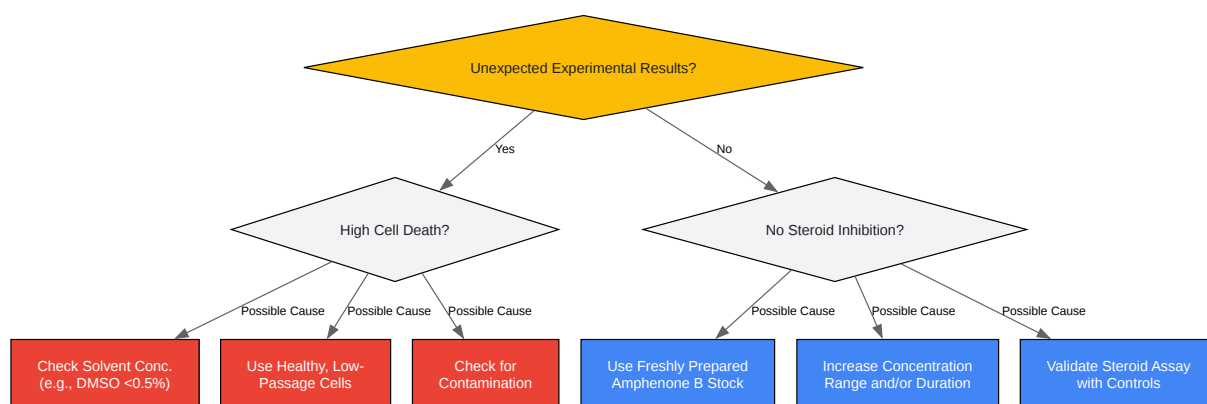 Unexpected Experimental Results?
Yes
No
High Cell Death?
No Steroid Inhibition?
Possible Cause
Possible Cause
Possible Cause
Possible Cause
Possible Cause
Possible Cause
Check Solvent Conc.
(e.g., DMSO <0.5%)
Use Healthy, Low-
Passage Cells
Check for
Contamination
Use Freshly Prepared
Amphenone B Stock
Increase Concentration
Range and/or Duration
Validate Steroid Assay
with Controls